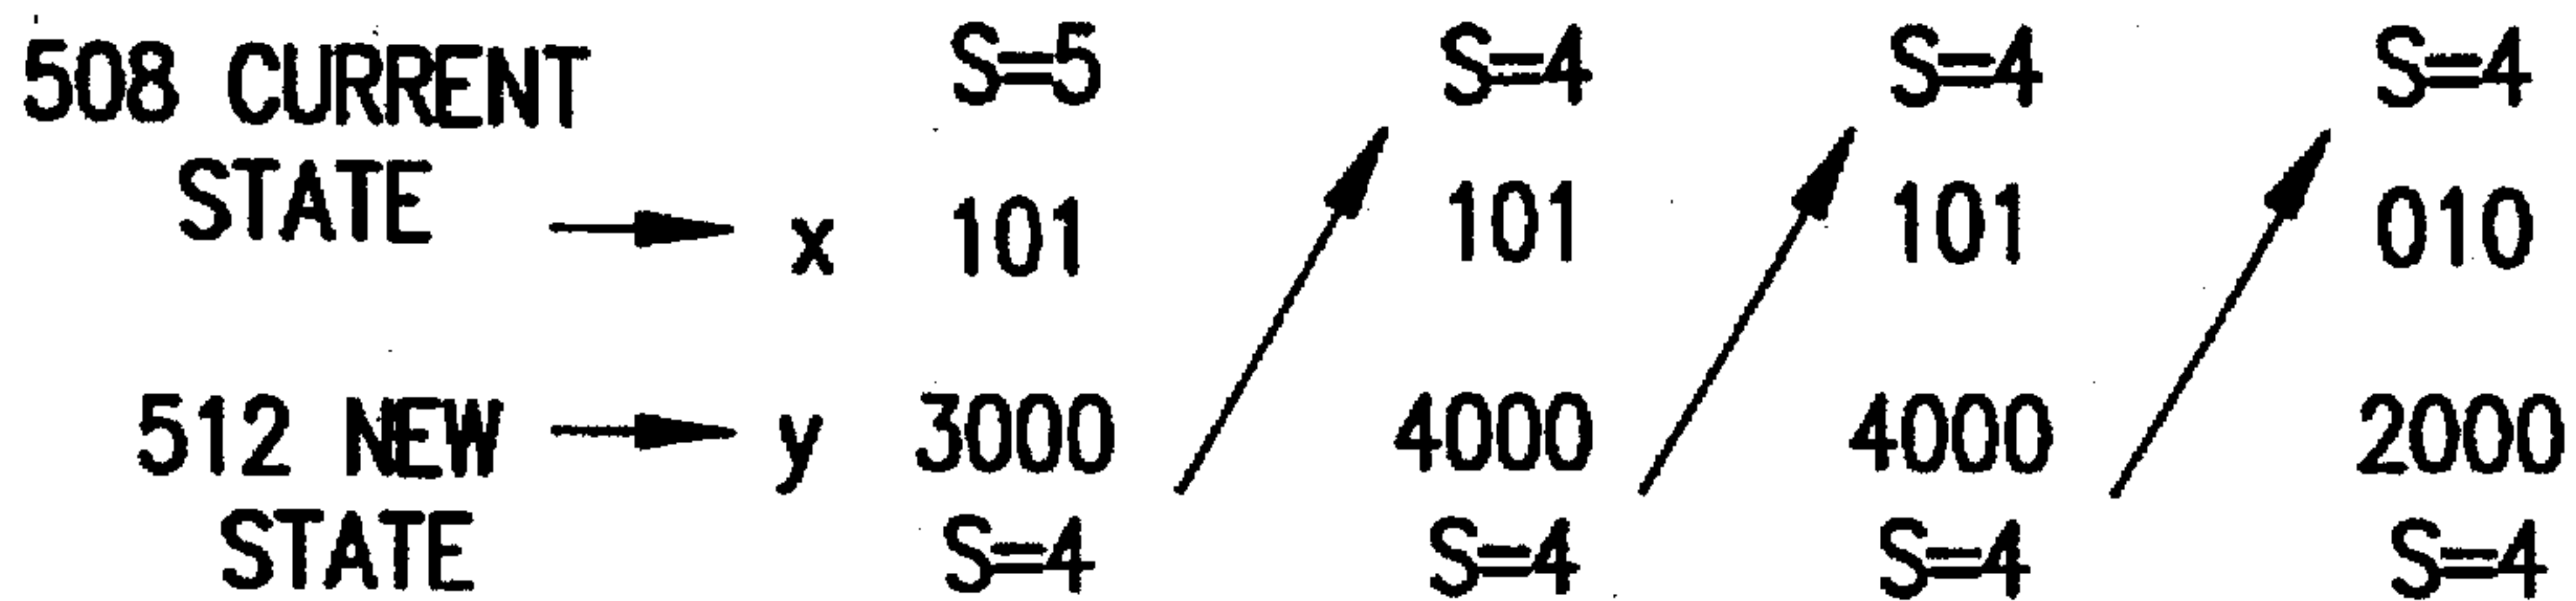 508 CURRENT STATE S=5 S=4 S=4 S=4
x 101 101 101 010
512 NEW STATE y 3000 4000 4000 2000
S=4 S=4 S=4 S=4